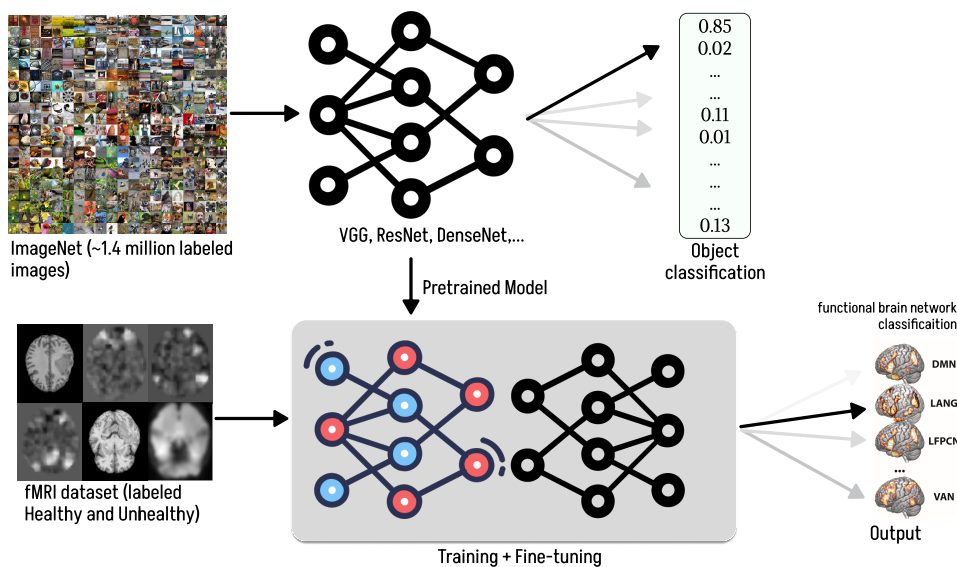 0.85
0.02
...
...
0.11
0.01
...
...
...
0.13
ImageNet (~1.4 million labeled
images)
VGG, ResNet, DenseNet,...
Object
classification
Pretrained Model
functional brain network
classificaition
DMN
LANG
LFPCN
...
VAN
Output
fMRI dataset (labeled
Healthy and Unhealthy)
Training + Fine-tuning